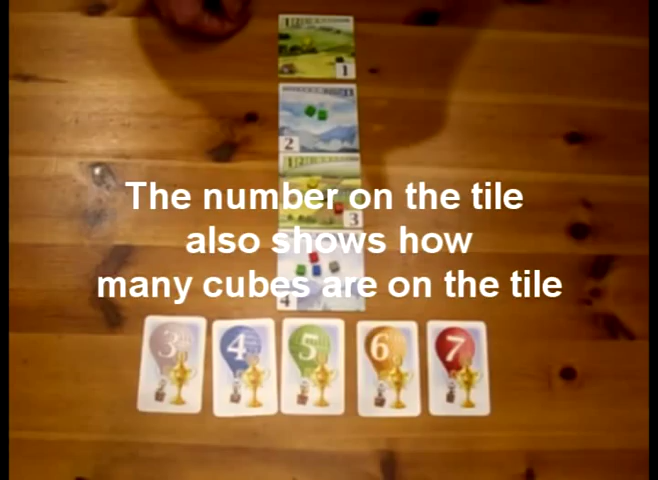 1
2
3
The number on the tile
also shows how
many cubes are on the tile
4
3 4 5 6 7